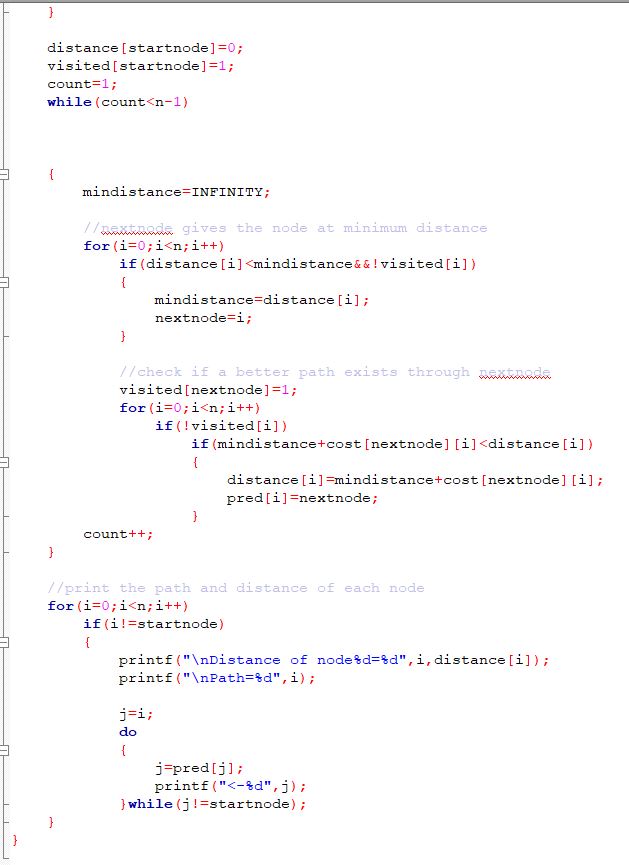 }
distance[startnode]=0;
visited[startnode]=1;
count=1;
while(count<n-1)
{
mindistance=INFINITY;
//nextnode gives the node at minimum distance
for(i=0;i<n;i++)
if(distance[i]<mindistance&&!visited[i])
{
mindistance=distance[i];
nextnode=i;
}
//check if a better path exists through nextnode
visited[nextnode]=1;
for(i=0;i<n;i++)
if(!visited[i])
if(mindistance+cost[nextnode][i]<distance[i])
{
distance[i]=mindistance+cost[nextnode][i];
pred[i]=nextnode;
}
count++;
}
//print the path and distance of each node
for(i=0;i<n;i++)
if(i!=startnode)
{
printf("\nDistance of node%d=%d",i,distance[i]);
printf("\nPath=%d",i);
j=i;
do
{
j=pred[j];
printf("<-%d",j);
}while(j!=startnode);
}
}